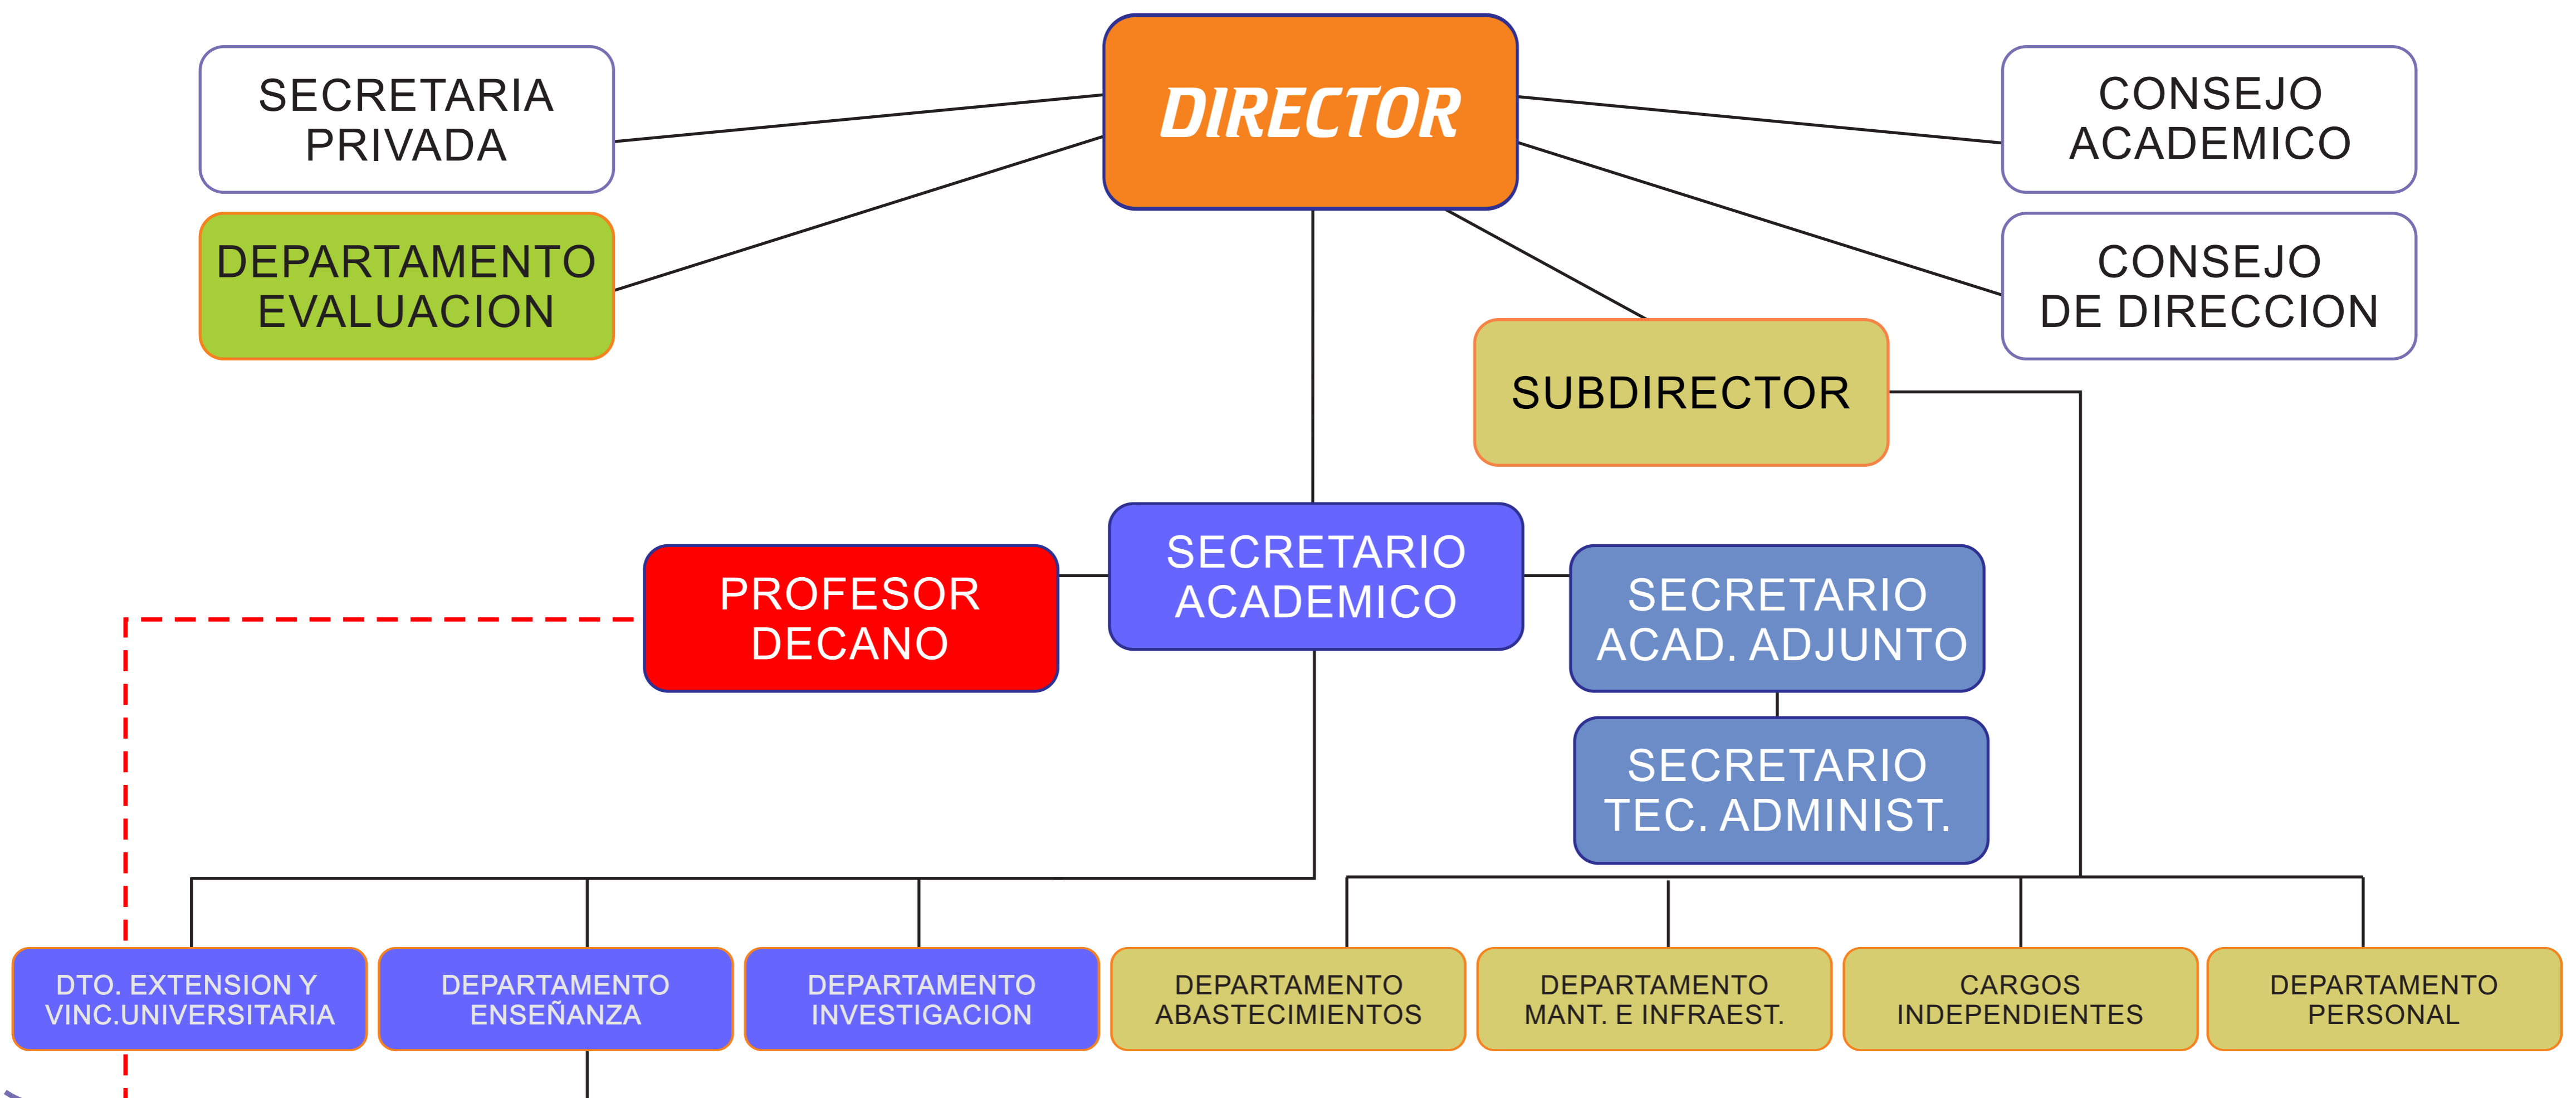 DIRECTOR
SECRETARIA
PRIVADA
CONSEJO
ACADEMICO
DEPARTAMENTO
EVALUACION
CONSEJO
DE DIRECCION
SUBDIRECTOR
PROFESOR
DECANO
SECRETARIO
ACADEMICO
SECRETARIO
ACAD. ADJUNTO
SECRETARIO
TEC. ADMINIST.
DTO. EXTENSION Y
VINC.UNIVERSITARIA
DEPARTAMENTO
ENSEÑANZA
DEPARTAMENTO
INVESTIGACION
DEPARTAMENTO
ABASTECIMIENTOS
DEPARTAMENTO
MANT. E INFRAEST.
CARGOS
INDEPENDIENTES
DEPARTAMENTO
PERSONAL